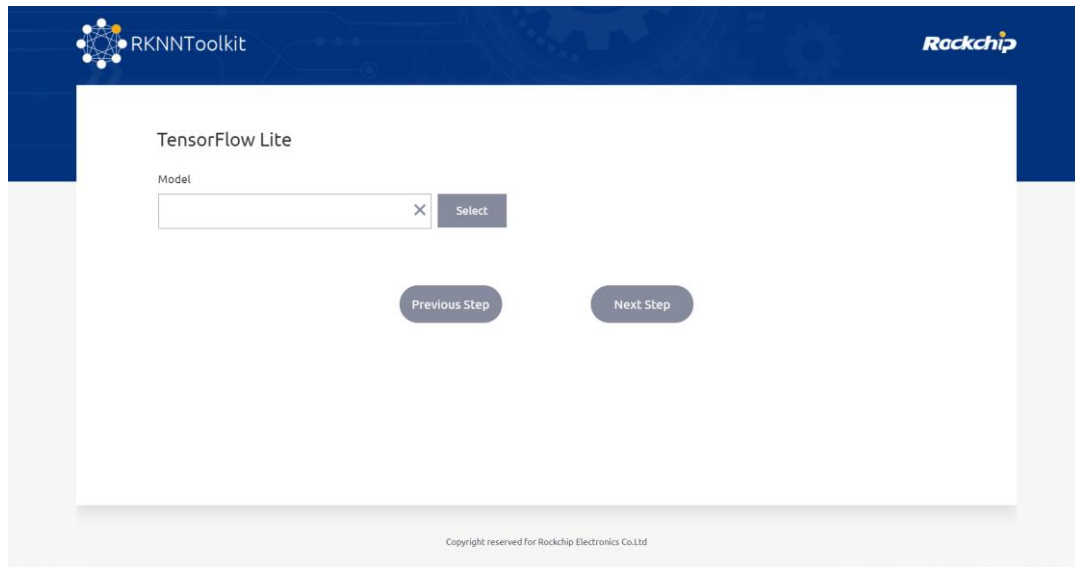 RKNNToolkit
Rockchip
TensorFlow Lite
Model
Select
Previous Step
Next Step
Copyright reserved for Rockchip Electronics Co.Ltd